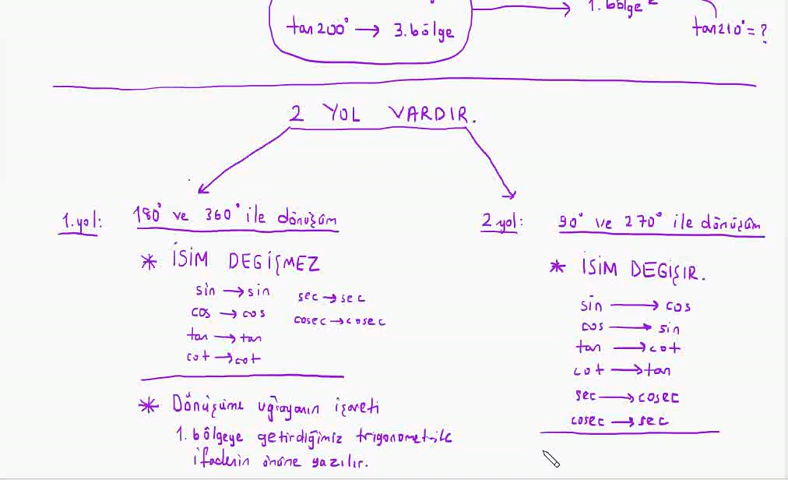 1. bölge
tan200° → 3.bölge
tan210° = ?
2 YOL VARDIR.
1.yol: 180° ve 360° ile dönüşüm
* İSİM DEĞİŞMEZ
sin → sin
cos → cos
tan → tan
cot → cot
sec → sec
cosec → cosec
* Dönüşüme uğrayanın işareti
1. bölgeye getirdiğimiz trigonometrik
ifadenin önüne yazılır.
2.yol: 90° ve 270° ile dönüşüm
* İSİM DEĞİŞİR.
sin → cos
cos → sin
tan → cot
cot → tan
sec → cosec
cosec → sec